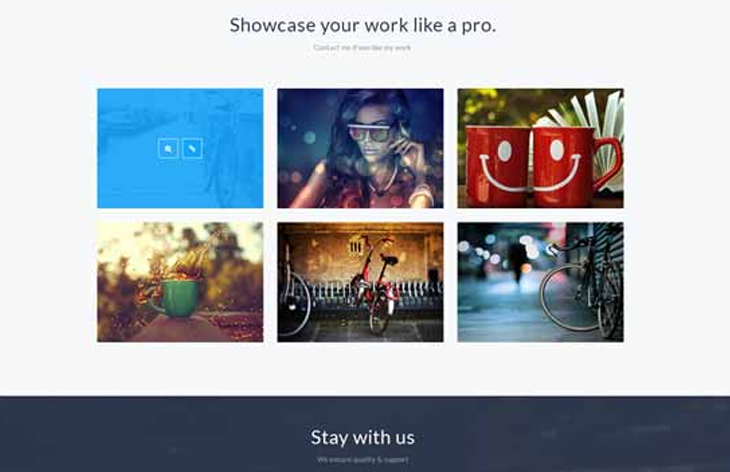 Showcase your work like a pro.
Contact me if you like my work
Stay with us
We ensure quality & support